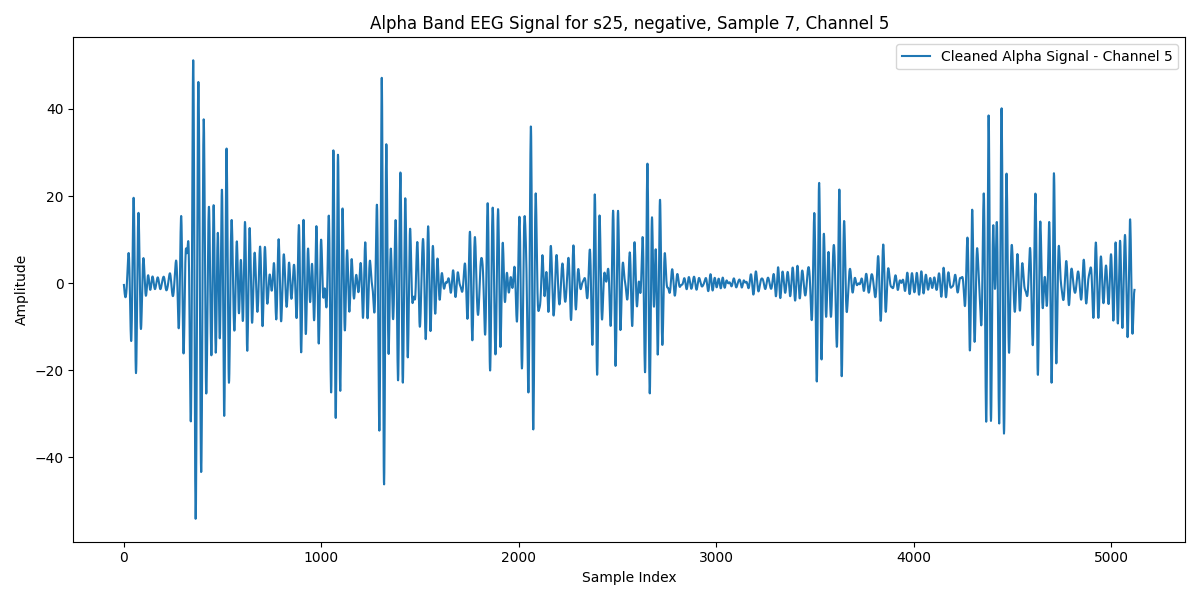 Alpha Band EEG Signal for s25, negative, Sample 7, Channel 5
Cleaned Alpha Signal - Channel 5
Amplitude
40
20
0
−20
−40
0
1000
2000
3000
4000
5000
Sample Index